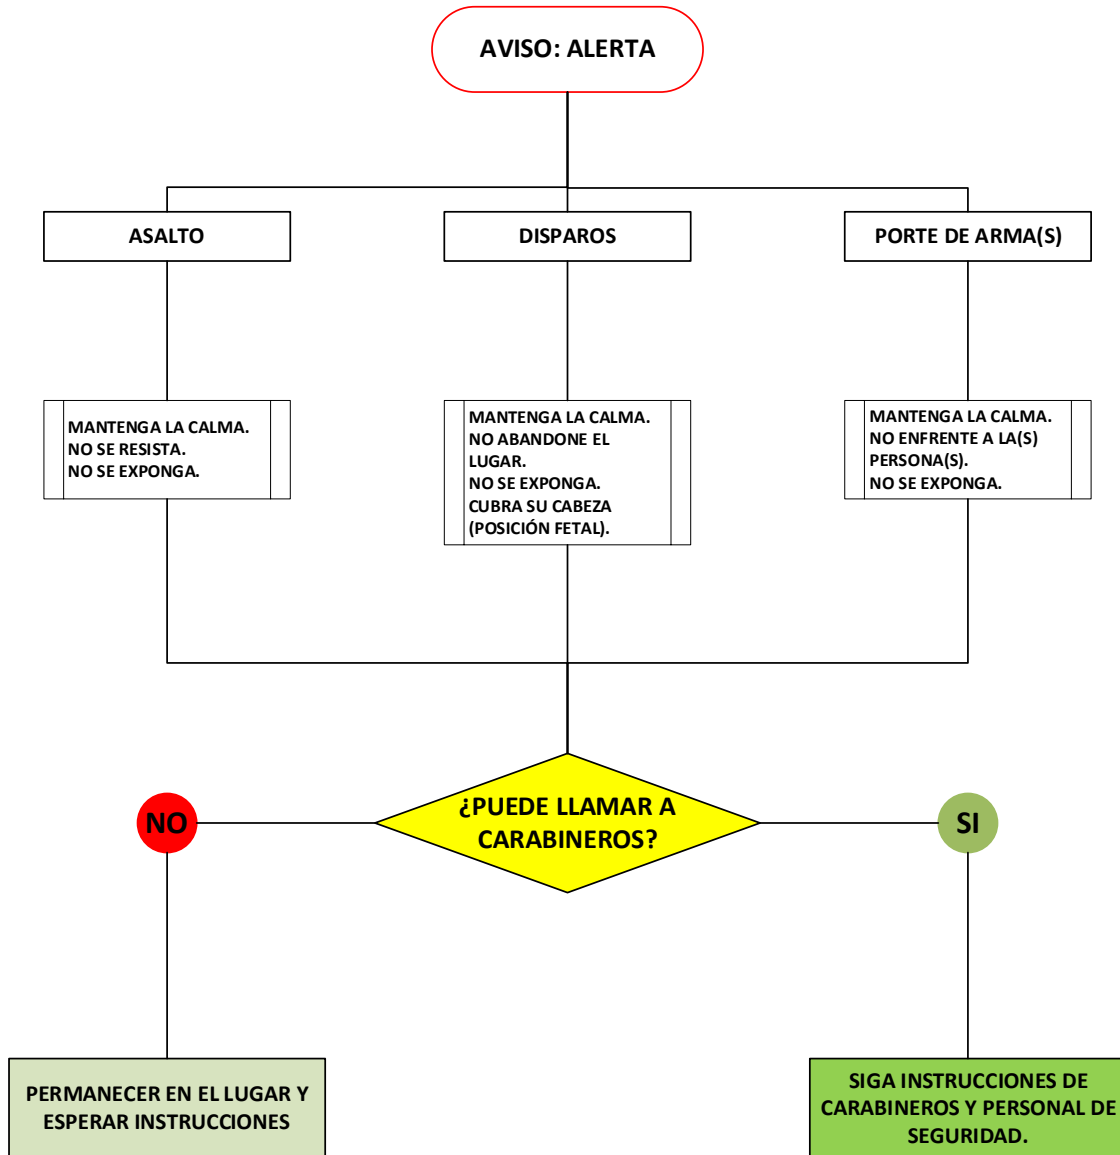 AVISO: ALERTA
ASALTO
DISPAROS
PORTE DE ARMA(S)
MANTENGA LA CALMA.
NO SE RESISTA.
NO SE EXPONGA.
MANTENGA LA CALMA.
NO ABANDONE EL
LUGAR.
NO SE EXPONGA.
CUBRA SU CABEZA
(POSICIÓN FETAL).
MANTENGA LA CALMA.
NO ENFRENTE A LA(S)
PERSONA(S).
NO SE EXPONGA.
¿PUEDE LLAMAR A
CARABINEROS?
NO
SI
PERMANECER EN EL LUGAR Y
ESPERAR INSTRUCCIONES
SIGA INSTRUCCIONES DE
CARABINEROS Y PERSONAL DE
SEGURIDAD.